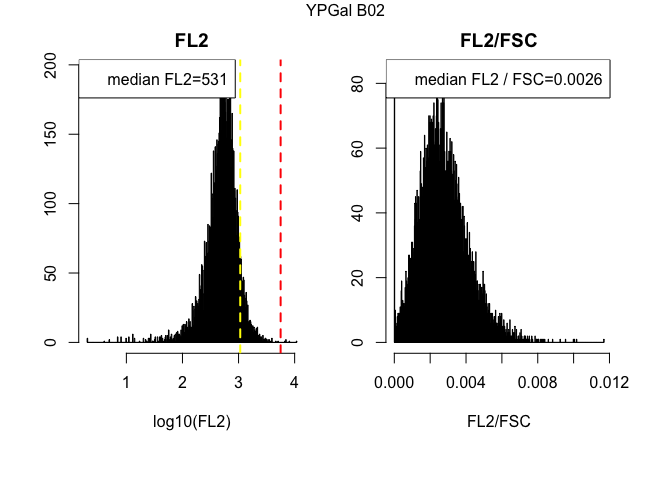 YPGal B02
FL2
median FL2=531
200
150
100
50
0
1 2 3 4
log10(FL2)
FL2/FSC
median FL2 / FSC=0.0026
80
60
40
20
0
0.000 0.004 0.008 0.012
FL2/FSC